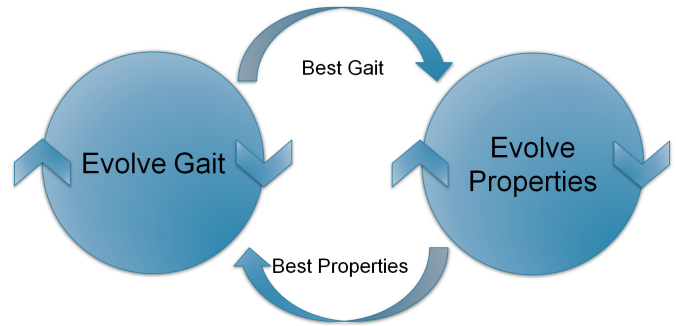 Best Gait
Evolve Gait
Evolve
Properties
Best Properties